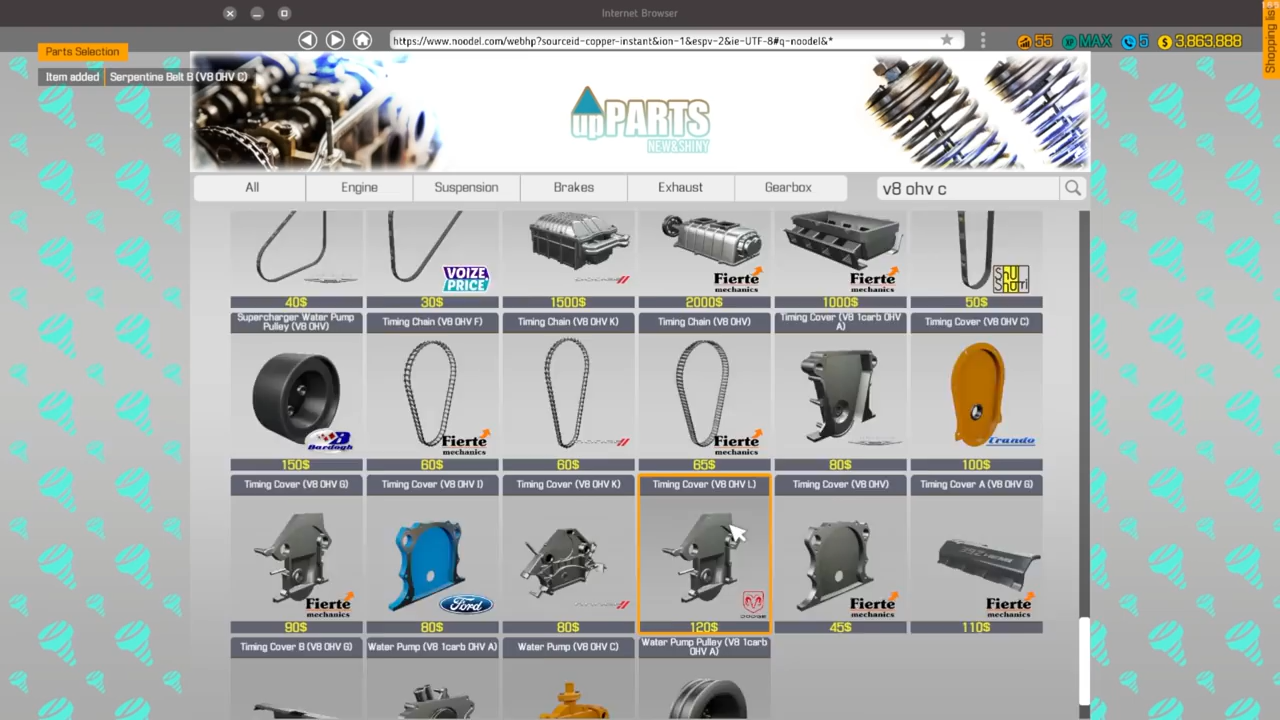 Internet Browser
https://www.noodel.com/webhp?sourceid-copper-instant&ion-1&espv-2&ie-UTF-8#q-noodel&*
55 XP MAX 5 $ 3,863,888
Shopping list
Parts Selection
Item added Serpentine Belt B (V8 OHV C)
upPARTS
NEW&SHINY
All Engine Suspension Brakes Exhaust Gearbox
v8 ohv c
VOIZE PRICE
Fierte mechanics
Fierte mechanics
Shu Shu
40$ 30$ 1500$ 2000$ 1000$ 50$
Supercharger Water Pump Pulley (V8 OHV)
Timing Chain (V8 OHV F)
Timing Chain (V8 OHV K)
Timing Chain (V8 OHV)
Timing Cover (V8 1carb OHV A)
Timing Cover (V8 OHV C)
Bardogh
Fierte mechanics
Fierte mechanics
Crando
150$ 60$ 60$ 65$ 80$ 100$
Timing Cover (V8 OHV G)
Timing Cover (V8 OHV I)
Timing Cover (V8 OHV K)
Timing Cover (V8 OHV L)
Timing Cover (V8 OHV)
Timing Cover A (V8 OHV G)
Fierte mechanics
Ford
DODGE
Fierte mechanics
Fierte mechanics
90$ 80$ 80$ 120$ 45$ 110$
Timing Cover B (V8 OHV G)
Water Pump (V8 1carb OHV A)
Water Pump (V8 OHV C)
Water Pump Pulley (V8 1carb OHV A)